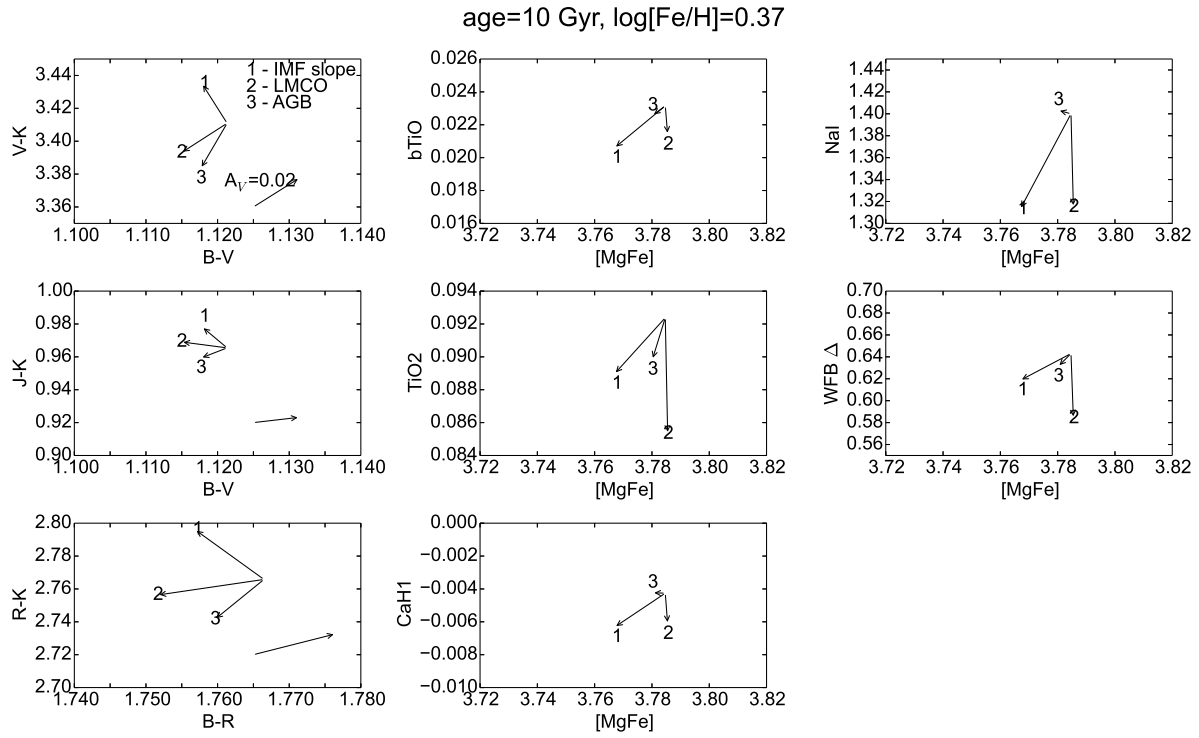 age=10 Gyr, log[Fe/H]=0.37
3.44
3.42
3.40
3.38
3.36
V-K
1 - IMF slope
2 - LMCO
3 - AGB
1
2
3
A_V=0.02
1.100 1.110 1.120 1.130 1.140
B-V
0.026
0.024
0.022
0.020
0.018
0.016
bTiO
3
2
1
3.72 3.74 3.76 3.78 3.80 3.82
[MgFe]
1.44
1.42
1.40
1.38
1.36
1.34
1.32
1.30
NaI
3
1
2
3.72 3.74 3.76 3.78 3.80 3.82
[MgFe]
1.00
0.98
0.96
0.94
0.92
0.90
J-K
1
2
3
1.100 1.110 1.120 1.130 1.140
B-V
0.094
0.092
0.090
0.088
0.086
0.084
TiO2
3
1
2
3.72 3.74 3.76 3.78 3.80 3.82
[MgFe]
0.70
0.68
0.66
0.64
0.62
0.60
0.58
0.56
WFB △
3
1
2
3.72 3.74 3.76 3.78 3.80 3.82
[MgFe]
2.80
2.78
2.76
2.74
2.72
2.70
R-K
1
2
3
1.740 1.750 1.760 1.770 1.780
B-R
0.000
−0.002
−0.004
−0.006
−0.008
−0.010
CaH1
3
1
2
3.72 3.74 3.76 3.78 3.80 3.82
[MgFe]